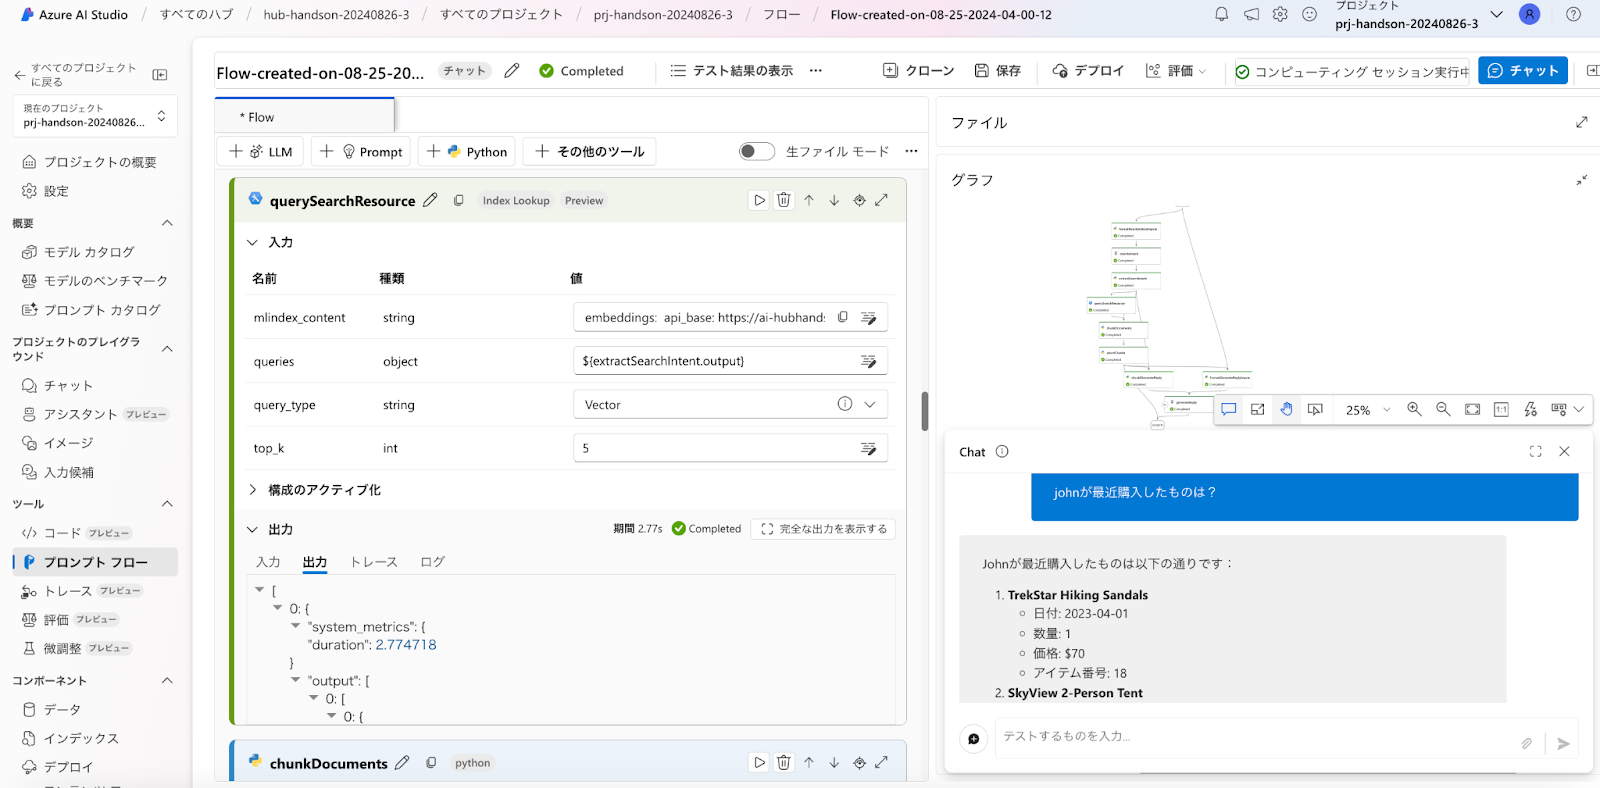 Azure AI Studio / すべてのハブ / hub-handson-20240826-3 / すべてのプロジェクト / prj-handson-20240826-3 / フロー / Flow-created-on-08-25-2024-04-00-12
プロジェクト
prj-handson-20240826-3
すべてのプロジェクト
に戻る
現在のプロジェクト
prj-handson-20240826...
プロジェクトの概要
設定
概要
モデル カタログ
モデルのベンチマーク
プロンプト カタログ
プロジェクトのプレイグラ
ウンド
チャット
アシスタント プレビュー
イメージ
入力候補
ツール
コード プレビュー
プロンプト フロー
トレース プレビュー
評価 プレビュー
微調整 プレビュー
コンポーネント
データ
インデックス
デプロイ
Flow-created-on-08-25-20... チャット Completed テスト結果の表示 ... クローン 保存 デプロイ 評価 コンピューティング セッション実行中 チャット
* Flow
+ LLM + Prompt + Python + その他のツール 生ファイル モード ...
querySearchResource Index Lookup Preview
入力
名前 種類 値
mlindex_content string embeddings: api_base: https://ai-hubhands
queries object ${extractSearchIntent.output}
query_type string Vector
top_k int 5
構成のアクティブ化
出力 期間 2.77s Completed 完全な出力を表示する
入力 出力 トレース ログ
[
0: {
"system_metrics": {
"duration": 2.774718
}
"output": [
0: [
0: {
chunkDocuments python
ファイル
グラフ
25%
1:1
Chat
johnが最近購入したものは？
Johnが最近購入したものは以下の通りです：
1. TrekStar Hiking Sandals
○ 日付: 2023-04-01
○ 数量: 1
○ 価格: $70
○ アイテム番号: 18
2. SkyView 2-Person Tent
テストするものを入力...